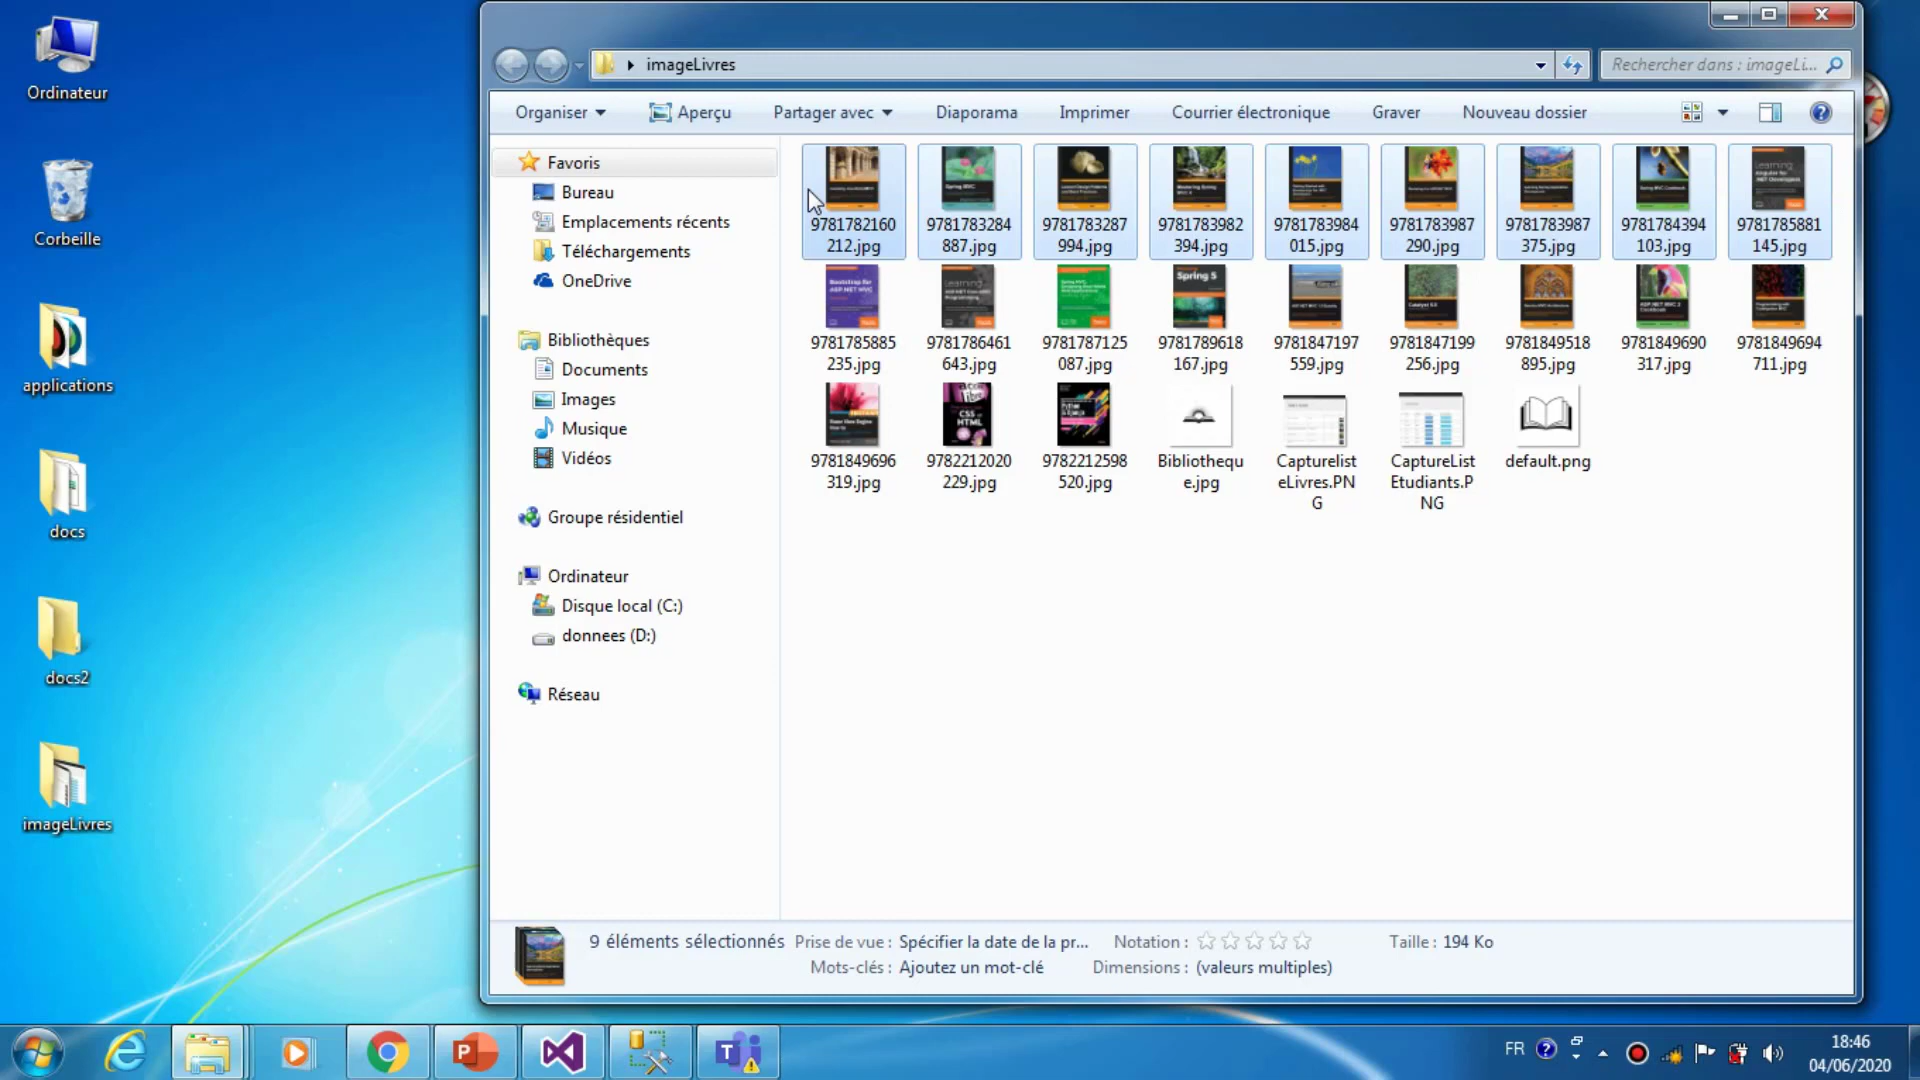 Ordinateur
Corbeille
applications
docs
docs2
imageLivres
imageLivres
Rechercher dans : imageLi...
Organiser
Aperçu
Partager avec
Diaporama
Imprimer
Courrier électronique
Graver
Nouveau dossier
Favoris
Bureau
Emplacements récents
Téléchargements
OneDrive
Bibliothèques
Documents
Images
Musique
Vidéos
Groupe résidentiel
Ordinateur
Disque local (C:)
donnees (D:)
Réseau
9781782160
212.jpg
9781783284
887.jpg
9781783287
994.jpg
9781783982
394.jpg
9781783984
015.jpg
9781783987
290.jpg
9781783987
375.jpg
9781784394
103.jpg
9781785881
145.jpg
9781785885
235.jpg
9781786461
643.jpg
9781787125
087.jpg
9781789618
167.jpg
9781847197
559.jpg
9781847199
256.jpg
9781849518
895.jpg
9781849690
317.jpg
9781849694
711.jpg
9781849696
319.jpg
9782212020
229.jpg
9782212598
520.jpg
Bibliothequ
e.jpg
Capturelist
eLivres.PN
G
CaptureList
Etudiants.P
NG
default.png
9 éléments sélectionnés
Prise de vue : Spécifier la date de la pr...
Notation :
Taille : 194 Ko
Mots-clés : Ajoutez un mot-clé
Dimensions : (valeurs multiples)
FR
18:46
04/06/2020